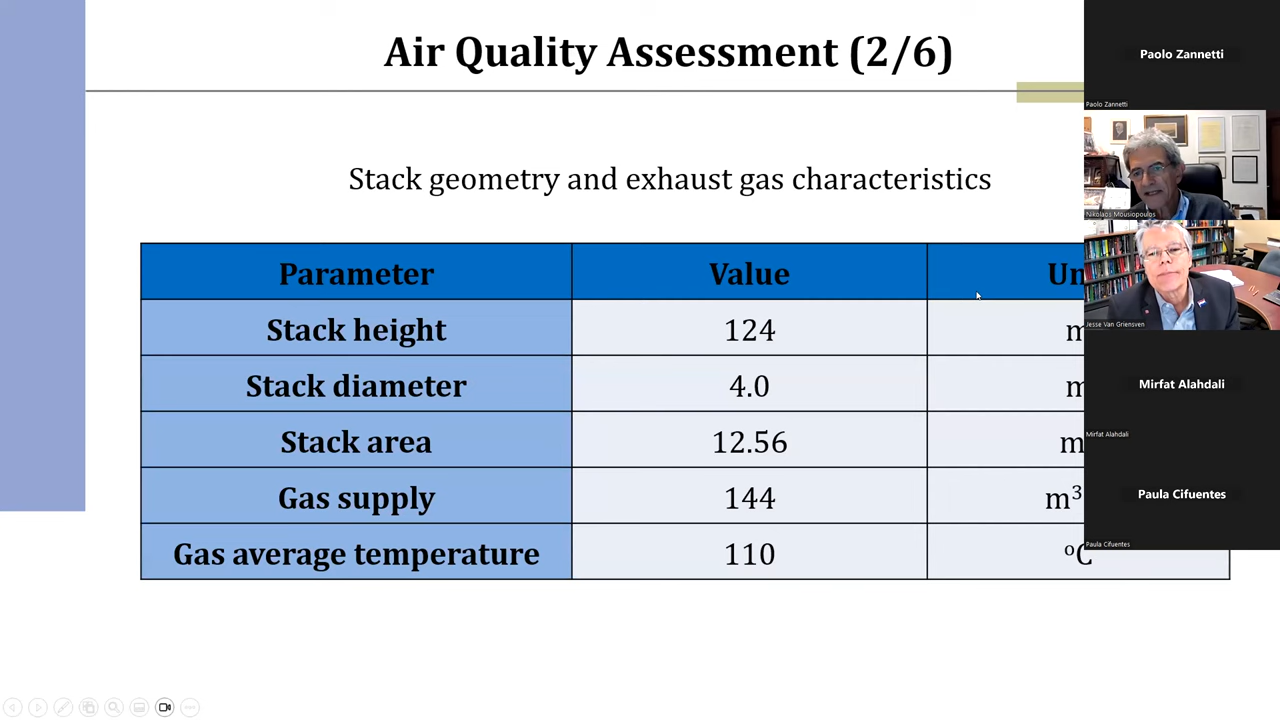 Air Quality Assessment (2/6)
Stack geometry and exhaust gas characteristics
Parameter Value
Stack height 124
Stack diameter 4.0
Stack area 12.56
Gas supply 144 m³
Gas average temperature 110 ºC
Paolo Zannetti
Paolo Zannetti
Nikolaos Mousiopoulos
Jesse Van Griensven
Mirfat Alahdali
Mirfat Alahdali
Paula Cifuentes
Paula Cifuentes